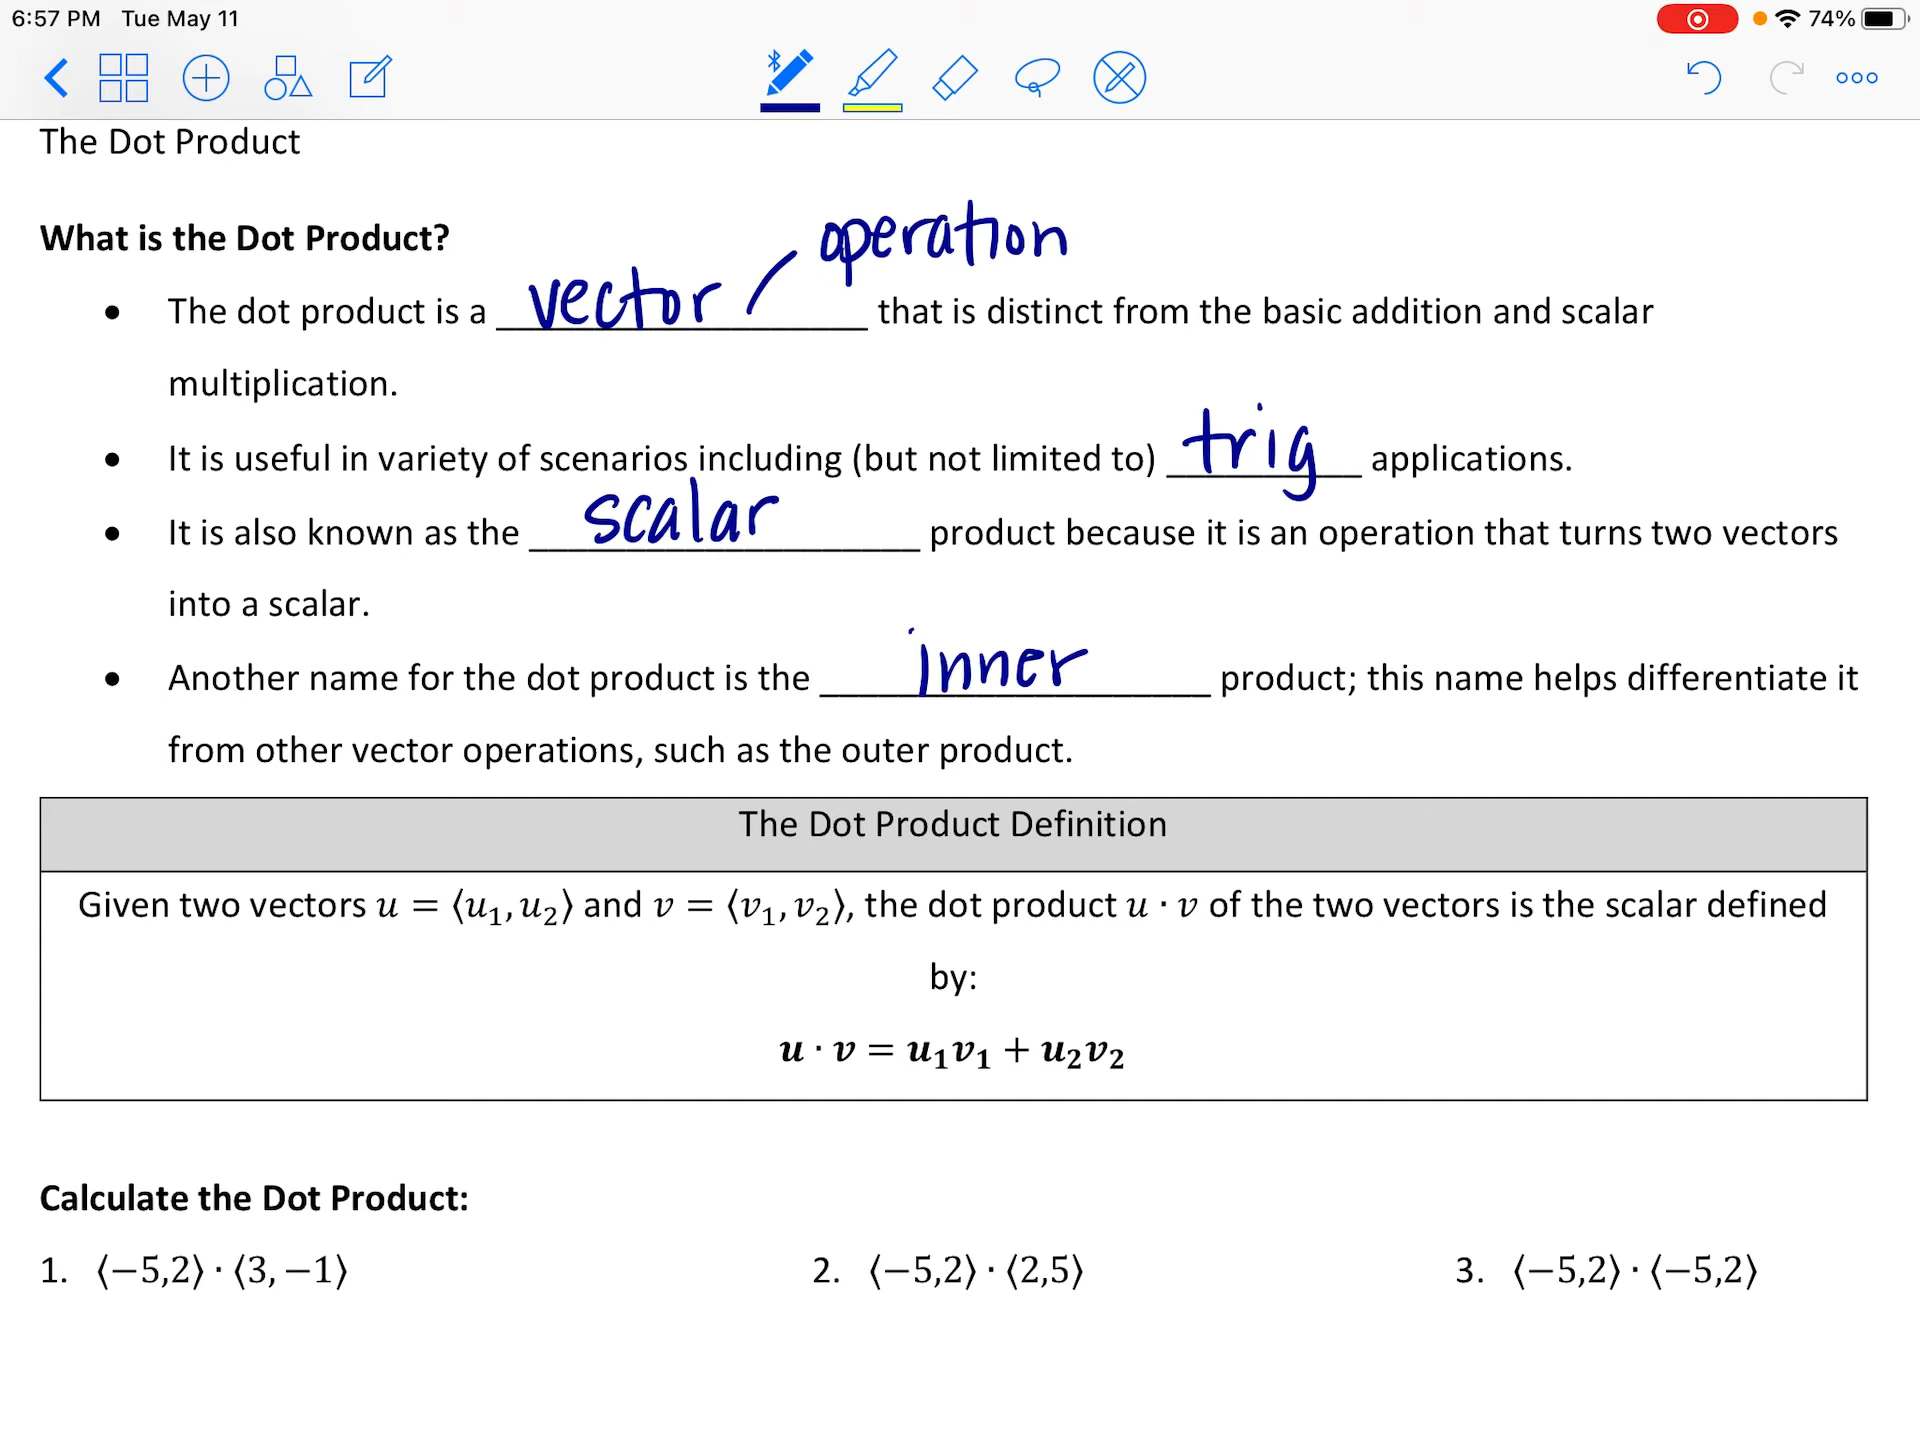 6:57 PM Tue May 11
74%
The Dot Product
What is the Dot Product?
operation
• The dot product is a vector that is distinct from the basic addition and scalar
multiplication.
• It is useful in variety of scenarios including (but not limited to) trig applications.
• It is also known as the scalar product because it is an operation that turns two vectors
into a scalar.
• Another name for the dot product is the inner product; this name helps differentiate it
from other vector operations, such as the outer product.
The Dot Product Definition
Given two vectors u = ⟨u₁, u₂⟩ and v = ⟨v₁, v₂⟩, the dot product u · v of the two vectors is the scalar defined
by:
u · v = u₁v₁ + u₂v₂
Calculate the Dot Product:
1. ⟨−5,2⟩ · ⟨3, −1⟩ 2. ⟨−5,2⟩ · ⟨2,5⟩ 3. ⟨−5,2⟩ · ⟨−5,2⟩